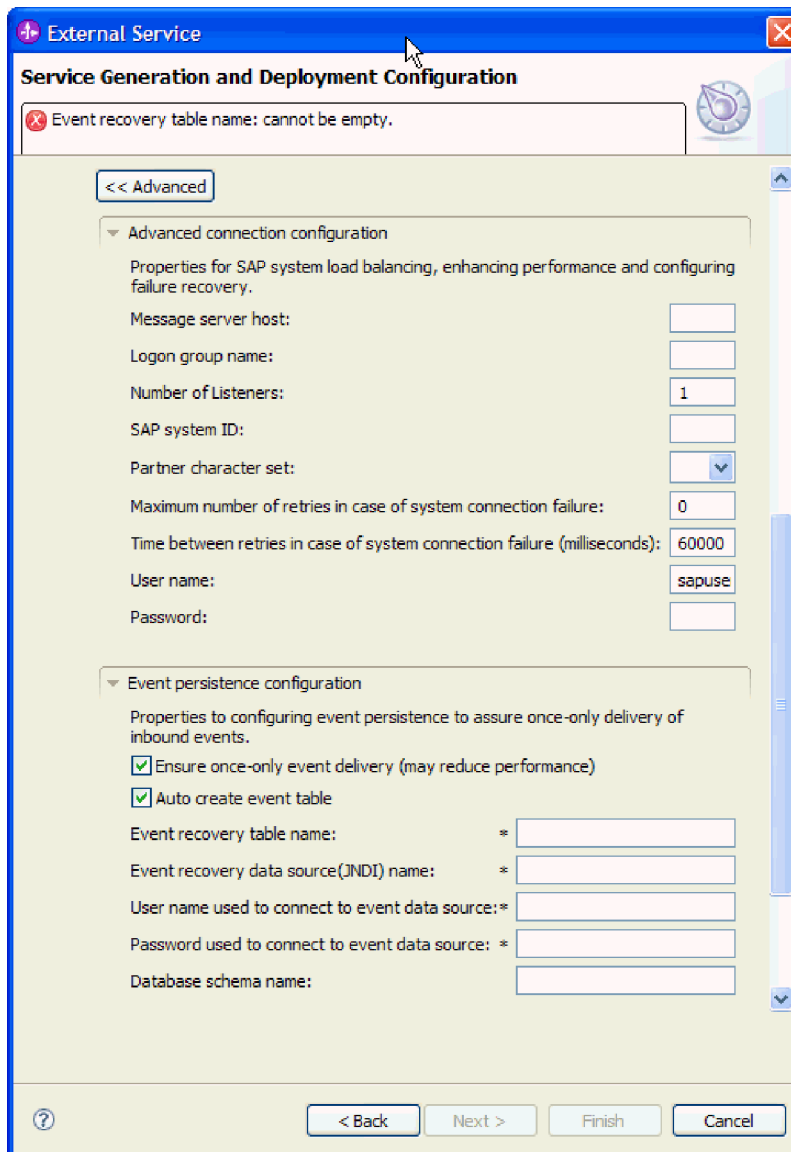 External Service
Service Generation and Deployment Configuration
Event recovery table name: cannot be empty.
<< Advanced
Advanced connection configuration
Properties for SAP system load balancing, enhancing performance and configuring
failure recovery.
Message server host:
Logon group name:
Number of Listeners: 1
SAP system ID:
Partner character set:
Maximum number of retries in case of system connection failure: 0
Time between retries in case of system connection failure (milliseconds): 60000
User name: sapuse
Password:
Event persistence configuration
Properties to configuring event persistence to assure once-only delivery of
inbound events.
Ensure once-only event delivery (may reduce performance)
Auto create event table
Event recovery table name: *
Event recovery data source(JNDI) name: *
User name used to connect to event data source:*
Password used to connect to event data source: *
Database schema name:
? < Back Next > Finish Cancel